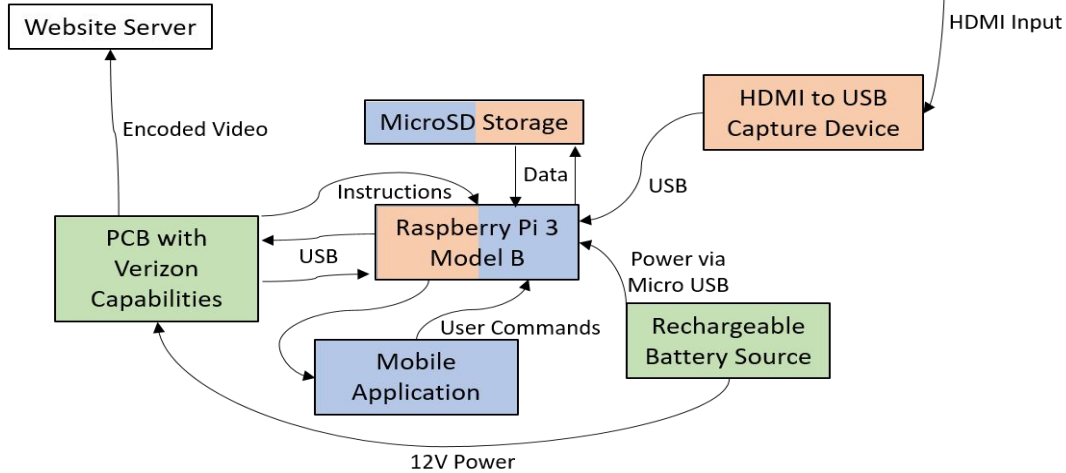 Website Server
HDMI Input
HDMI to USB
Capture Device
MicroSD Storage
Encoded Video
Data
USB
Instructions
Raspberry Pi 3
Model B
PCB with
Verizon
Capabilities
USB
Power via
Micro USB
User Commands
Rechargeable
Battery Source
Mobile
Application
12V Power